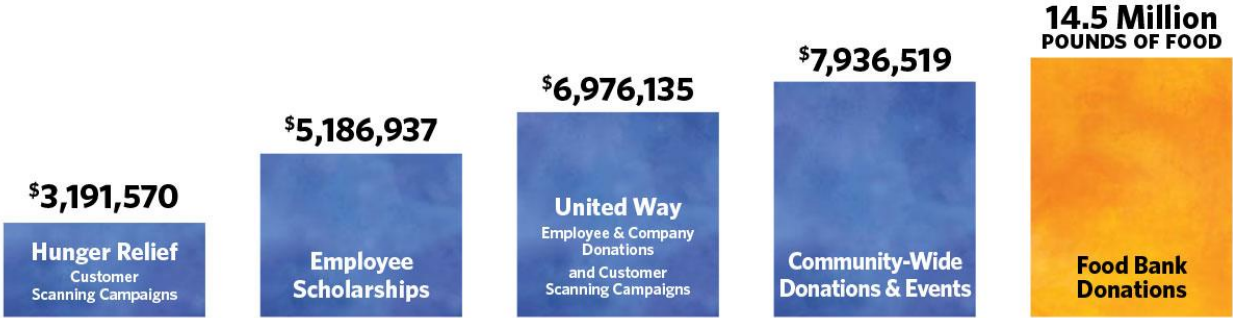 $3,191,570
Hunger Relief
Customer
Scanning Campaigns
$5,186,937
Employee
Scholarships
$6,976,135
United Way
Employee & Company
Donations
and Customer
Scanning Campaigns
$7,936,519
Community-Wide
Donations & Events
14.5 Million
POUNDS OF FOOD
Food Bank
Donations